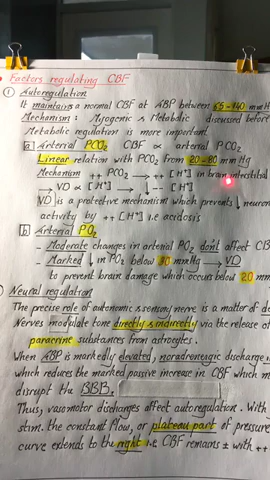 • Factors regulating CBF
① Autoregulation
It maintains a normal CBF at ABP between 65-140 mmHg
Mechanism: Myogenic & Metabolic discussed before
Metabolic regulation is more important
a) Arterial PCO2 CBF ∝ arterial PCO2
Linear relation with PCO2 from 20-80 mmHg
Mechanism ++ PCO2 → ++ [H+] in brain interstitial
→ VD ∝ [H+] → ↓ -- [H+]
VD is a protective mechanism which prevents ↓ neuron
activity by ++ [H+] i.e acidosis
b) Arterial PO2
- Moderate changes in arterial PO2 dont affect CB
- Marked ↓ in PO2 below 30 mmHg → VD
to prevent brain damage which occurs below 20 mm
Neural regulation
The precise role of autonomic & sensory nerve is a matter of de
Nerves modulate tone directly & indirectly via the release of
paracrine substances from astrocytes.
When ABP is markedly elevated, noradrenergic discharge
which reduces the marked passive increase in CBF which m
disrupt the BBB.
Thus, vasomotor discharges affect autoregulation. With
stim. the constant flow, or plateau part of pressure
curve extends to the right i.e CBF remains ± with ++